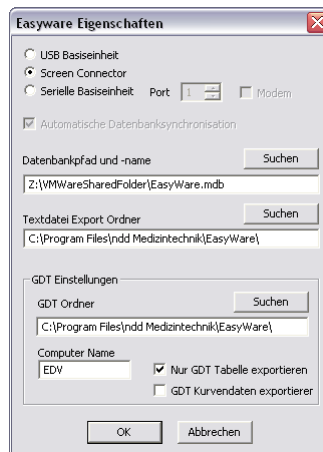 Easyware Eigenschaften
USB Basiseinheit
Screen Connector
Serielle Basiseinheit Port 1 Modem
Automatische Datenbanksynchronisation
Datenbankpfad und -name Suchen
Z:\VMWareSharedFolder\EasyWare.mdb
Textdatei Export Ordner Suchen
C:\Program Files\ndd Medizintechnik\EasyWare\
GDT Einstellungen
GDT Ordner Suchen
C:\Program Files\ndd Medizintechnik\EasyWare\
Computer Name
EDV Nur GDT Tabelle exportieren
GDT Kurvendaten exportierer
OK Abbrechen